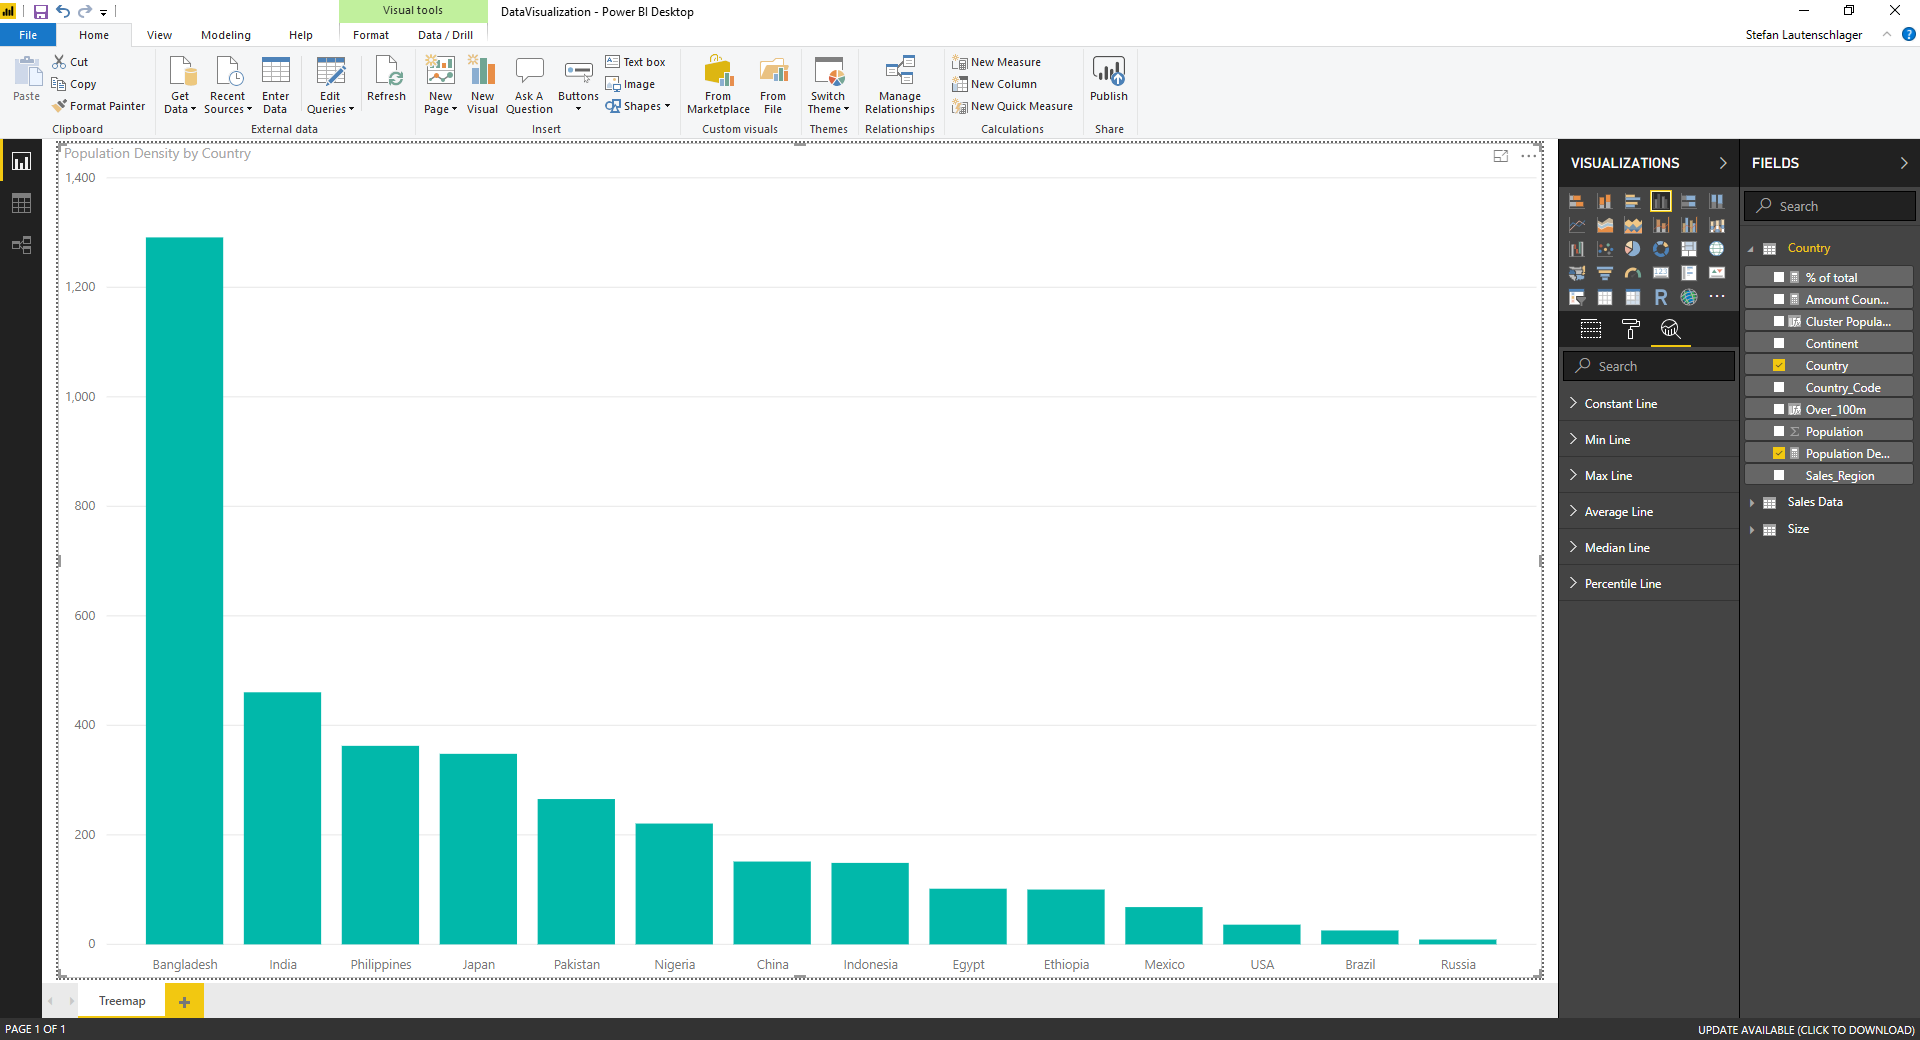 Visual tools
DataVisualization - Power BI Desktop
File
Home
View
Modeling
Help
Format
Data / Drill
Stefan Lautenschlager
?
Paste
Cut
Copy
Format Painter
Clipboard
Get Data
Recent Sources
Enter Data
Edit Queries
Refresh
External data
New Page
New Visual
Ask A Question
Buttons
Text box
Image
Shapes
Insert
From Marketplace
From File
Custom visuals
Switch Theme
Themes
Manage Relationships
Relationships
New Measure
New Column
New Quick Measure
Calculations
Publish
Share
Population Density by Country
1,400
1,200
1,000
800
600
400
200
0
Bangladesh
India
Philippines
Japan
Pakistan
Nigeria
China
Indonesia
Egypt
Ethiopia
Mexico
USA
Brazil
Russia
VISUALIZATIONS
R
Search
Constant Line
Min Line
Max Line
Average Line
Median Line
Percentile Line
FIELDS
Search
Country
% of total
Amount Coun...
Cluster Popula...
Continent
Country
Country_Code
Over_100m
Population
Population De...
Sales_Region
Sales Data
Size
Treemap
PAGE 1 OF 1
UPDATE AVAILABLE (CLICK TO DOWNLOAD)